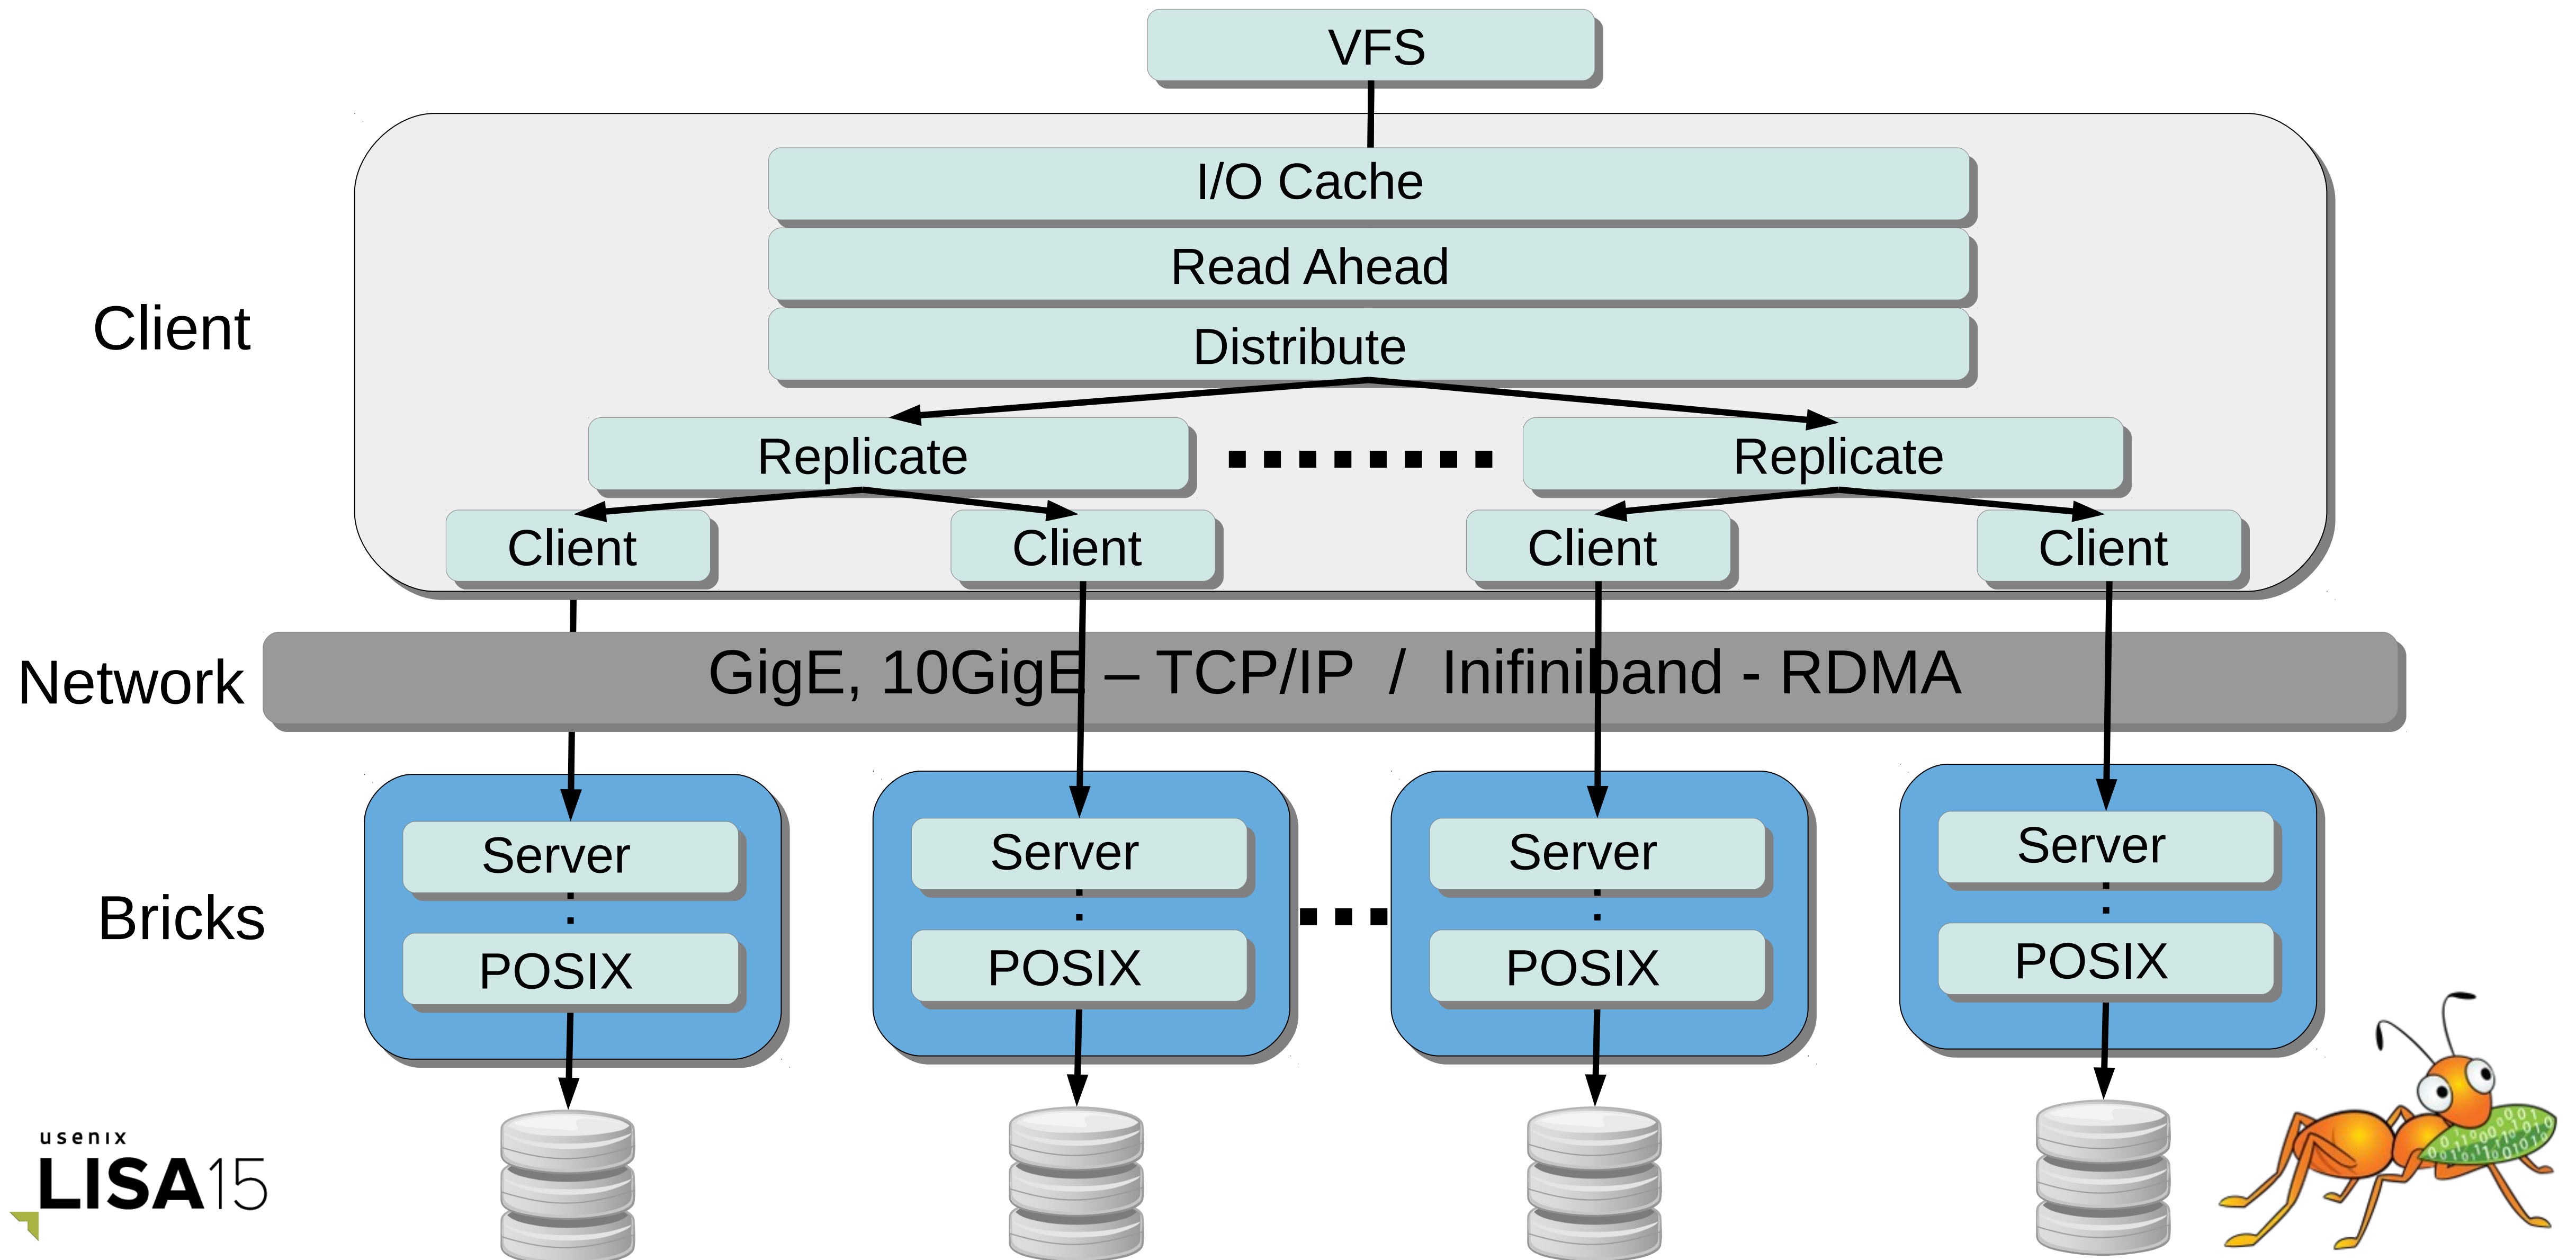 VFS
I/O Cache
Read Ahead
Client
Distribute
Replicate
Replicate
Client
Client
Client
Client
Network
GigE, 10GigE – TCP/IP / Inifiniband - RDMA
Server
Server
Server
Server
Bricks
POSIX
POSIX
POSIX
POSIX
usenix
LISA15